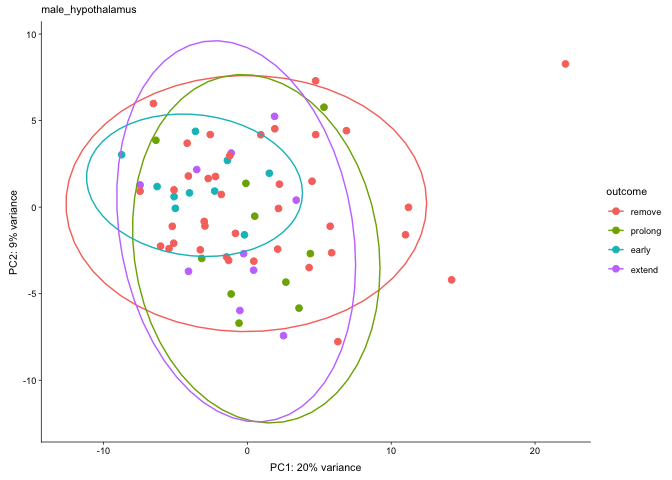 male_hypothalamus
10
5
0
-5
-10
PC2: 9% variance
-10
0
10
20
PC1: 20% variance
outcome
remove
prolong
early
extend